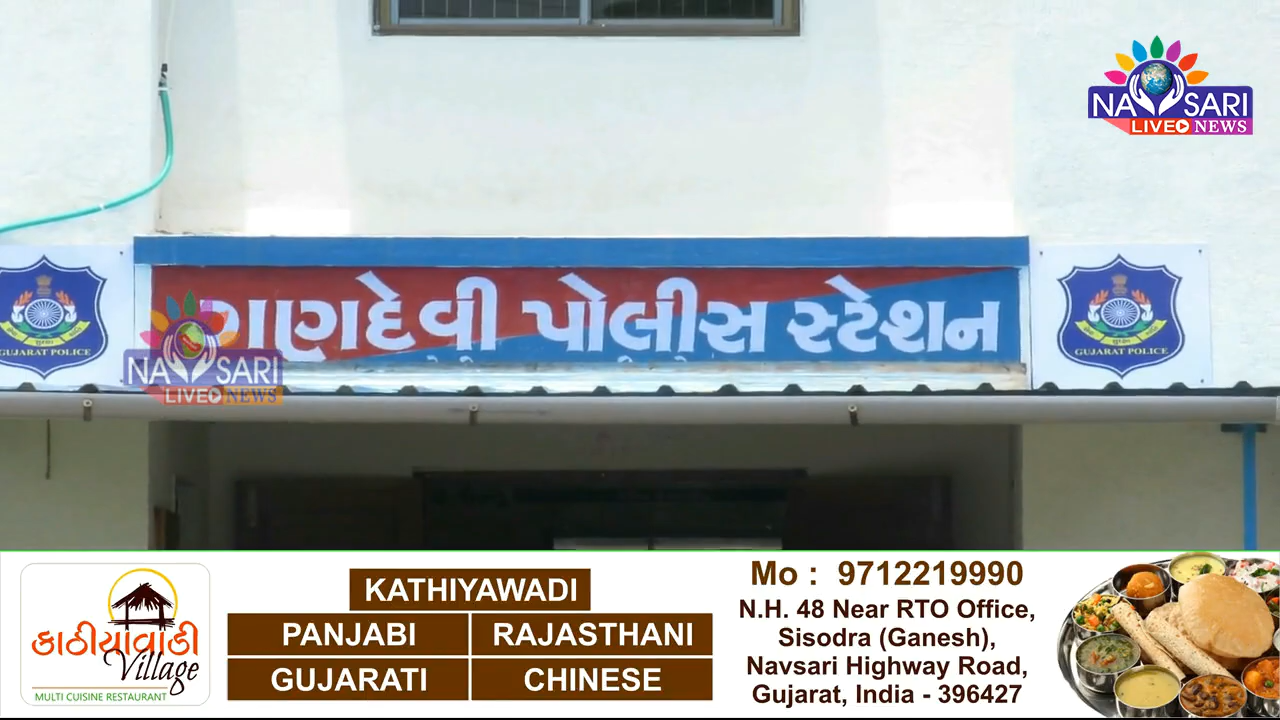 NAVSARI
LIVE NEWS
ગણદેવી પોલીસ સ્ટેશન
GUJARAT POLICE
GUJARAT POLICE
NAVSARI
LIVE NEWS
કાઠીયાવાડી
Village
MULTI CUISINE RESTAURANT
KATHIYAWADI
PANJABI
RAJASTHANI
GUJARATI
CHINESE
Mo : 9712219990
N.H. 48 Near RTO Office,
Sisodra (Ganesh),
Navsari Highway Road,
Gujarat, India - 396427